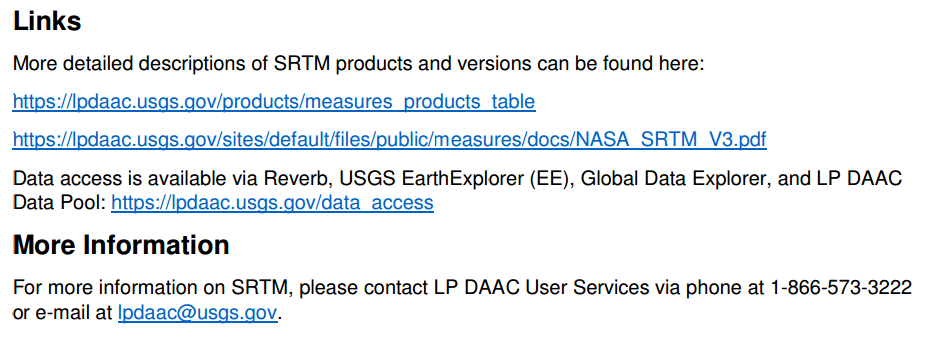 Links
More detailed descriptions of SRTM products and versions can be found here:
https://lpdaac.usgs.gov/products/measures_products_table
https://lpdaac.usgs.gov/sites/default/files/public/measures/docs/NASA_SRTM_V3.pdf
Data access is available via Reverb, USGS EarthExplorer (EE), Global Data Explorer, and LP DAAC
Data Pool: https://lpdaac.usgs.gov/data_access
More Information
For more information on SRTM, please contact LP DAAC User Services via phone at 1-866-573-3222
or e-mail at lpdaac@usgs.gov.